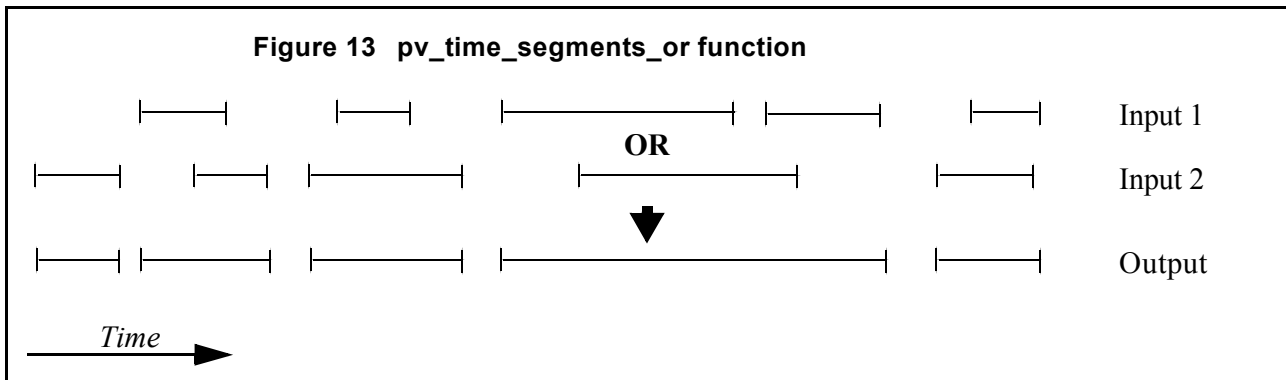 Figure 13 pv_time_segments_or function
Input 1
OR
Input 2
Output
Time